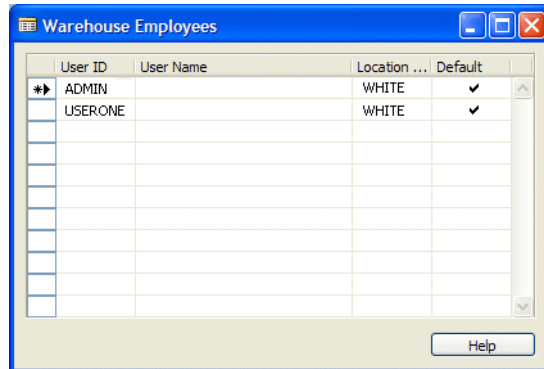 Warehouse Employees
User ID User Name Location ... Default
ADMIN WHITE ✔
USERONE WHITE ✔
Help